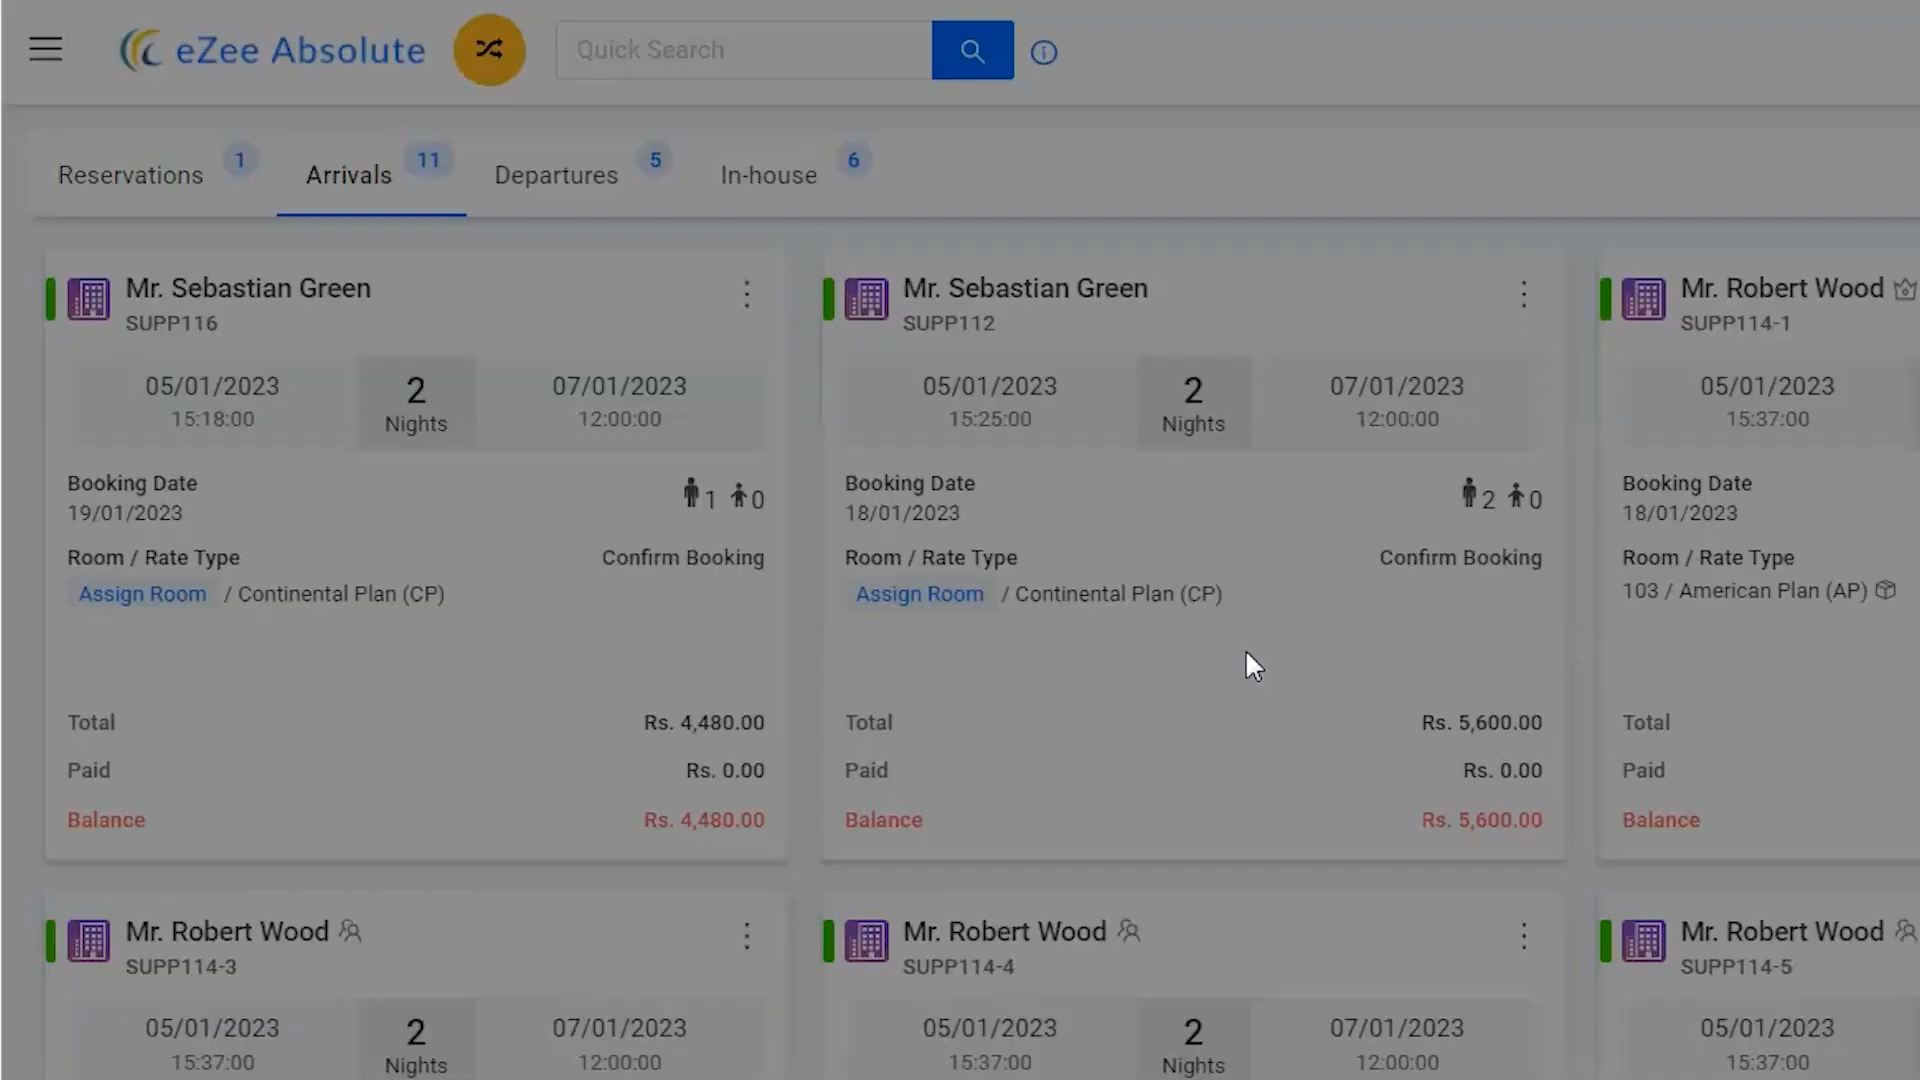 eZee Absolute
Quick Search
Reservations 1
Arrivals 11
Departures 5
In-house 6
Mr. Sebastian Green
SUPP116
05/01/2023
15:18:00
2
Nights
07/01/2023
12:00:00
Booking Date
19/01/2023
1 0
Room / Rate Type
Confirm Booking
Assign Room / Continental Plan (CP)
Total Rs. 4,480.00
Paid Rs. 0.00
Balance Rs. 4,480.00
Mr. Sebastian Green
SUPP112
05/01/2023
15:25:00
2
Nights
07/01/2023
12:00:00
Booking Date
18/01/2023
2 0
Room / Rate Type
Confirm Booking
Assign Room / Continental Plan (CP)
Total Rs. 5,600.00
Paid Rs. 0.00
Balance Rs. 5,600.00
Mr. Robert Wood
SUPP114-1
05/01/2023
15:37:00
Booking Date
18/01/2023
Room / Rate Type
103 / American Plan (AP)
Total
Paid
Balance
Mr. Robert Wood
SUPP114-3
05/01/2023
15:37:00
2
Nights
07/01/2023
12:00:00
Mr. Robert Wood
SUPP114-4
05/01/2023
15:37:00
2
Nights
07/01/2023
12:00:00
Mr. Robert Wood
SUPP114-5
05/01/2023
15:37:00